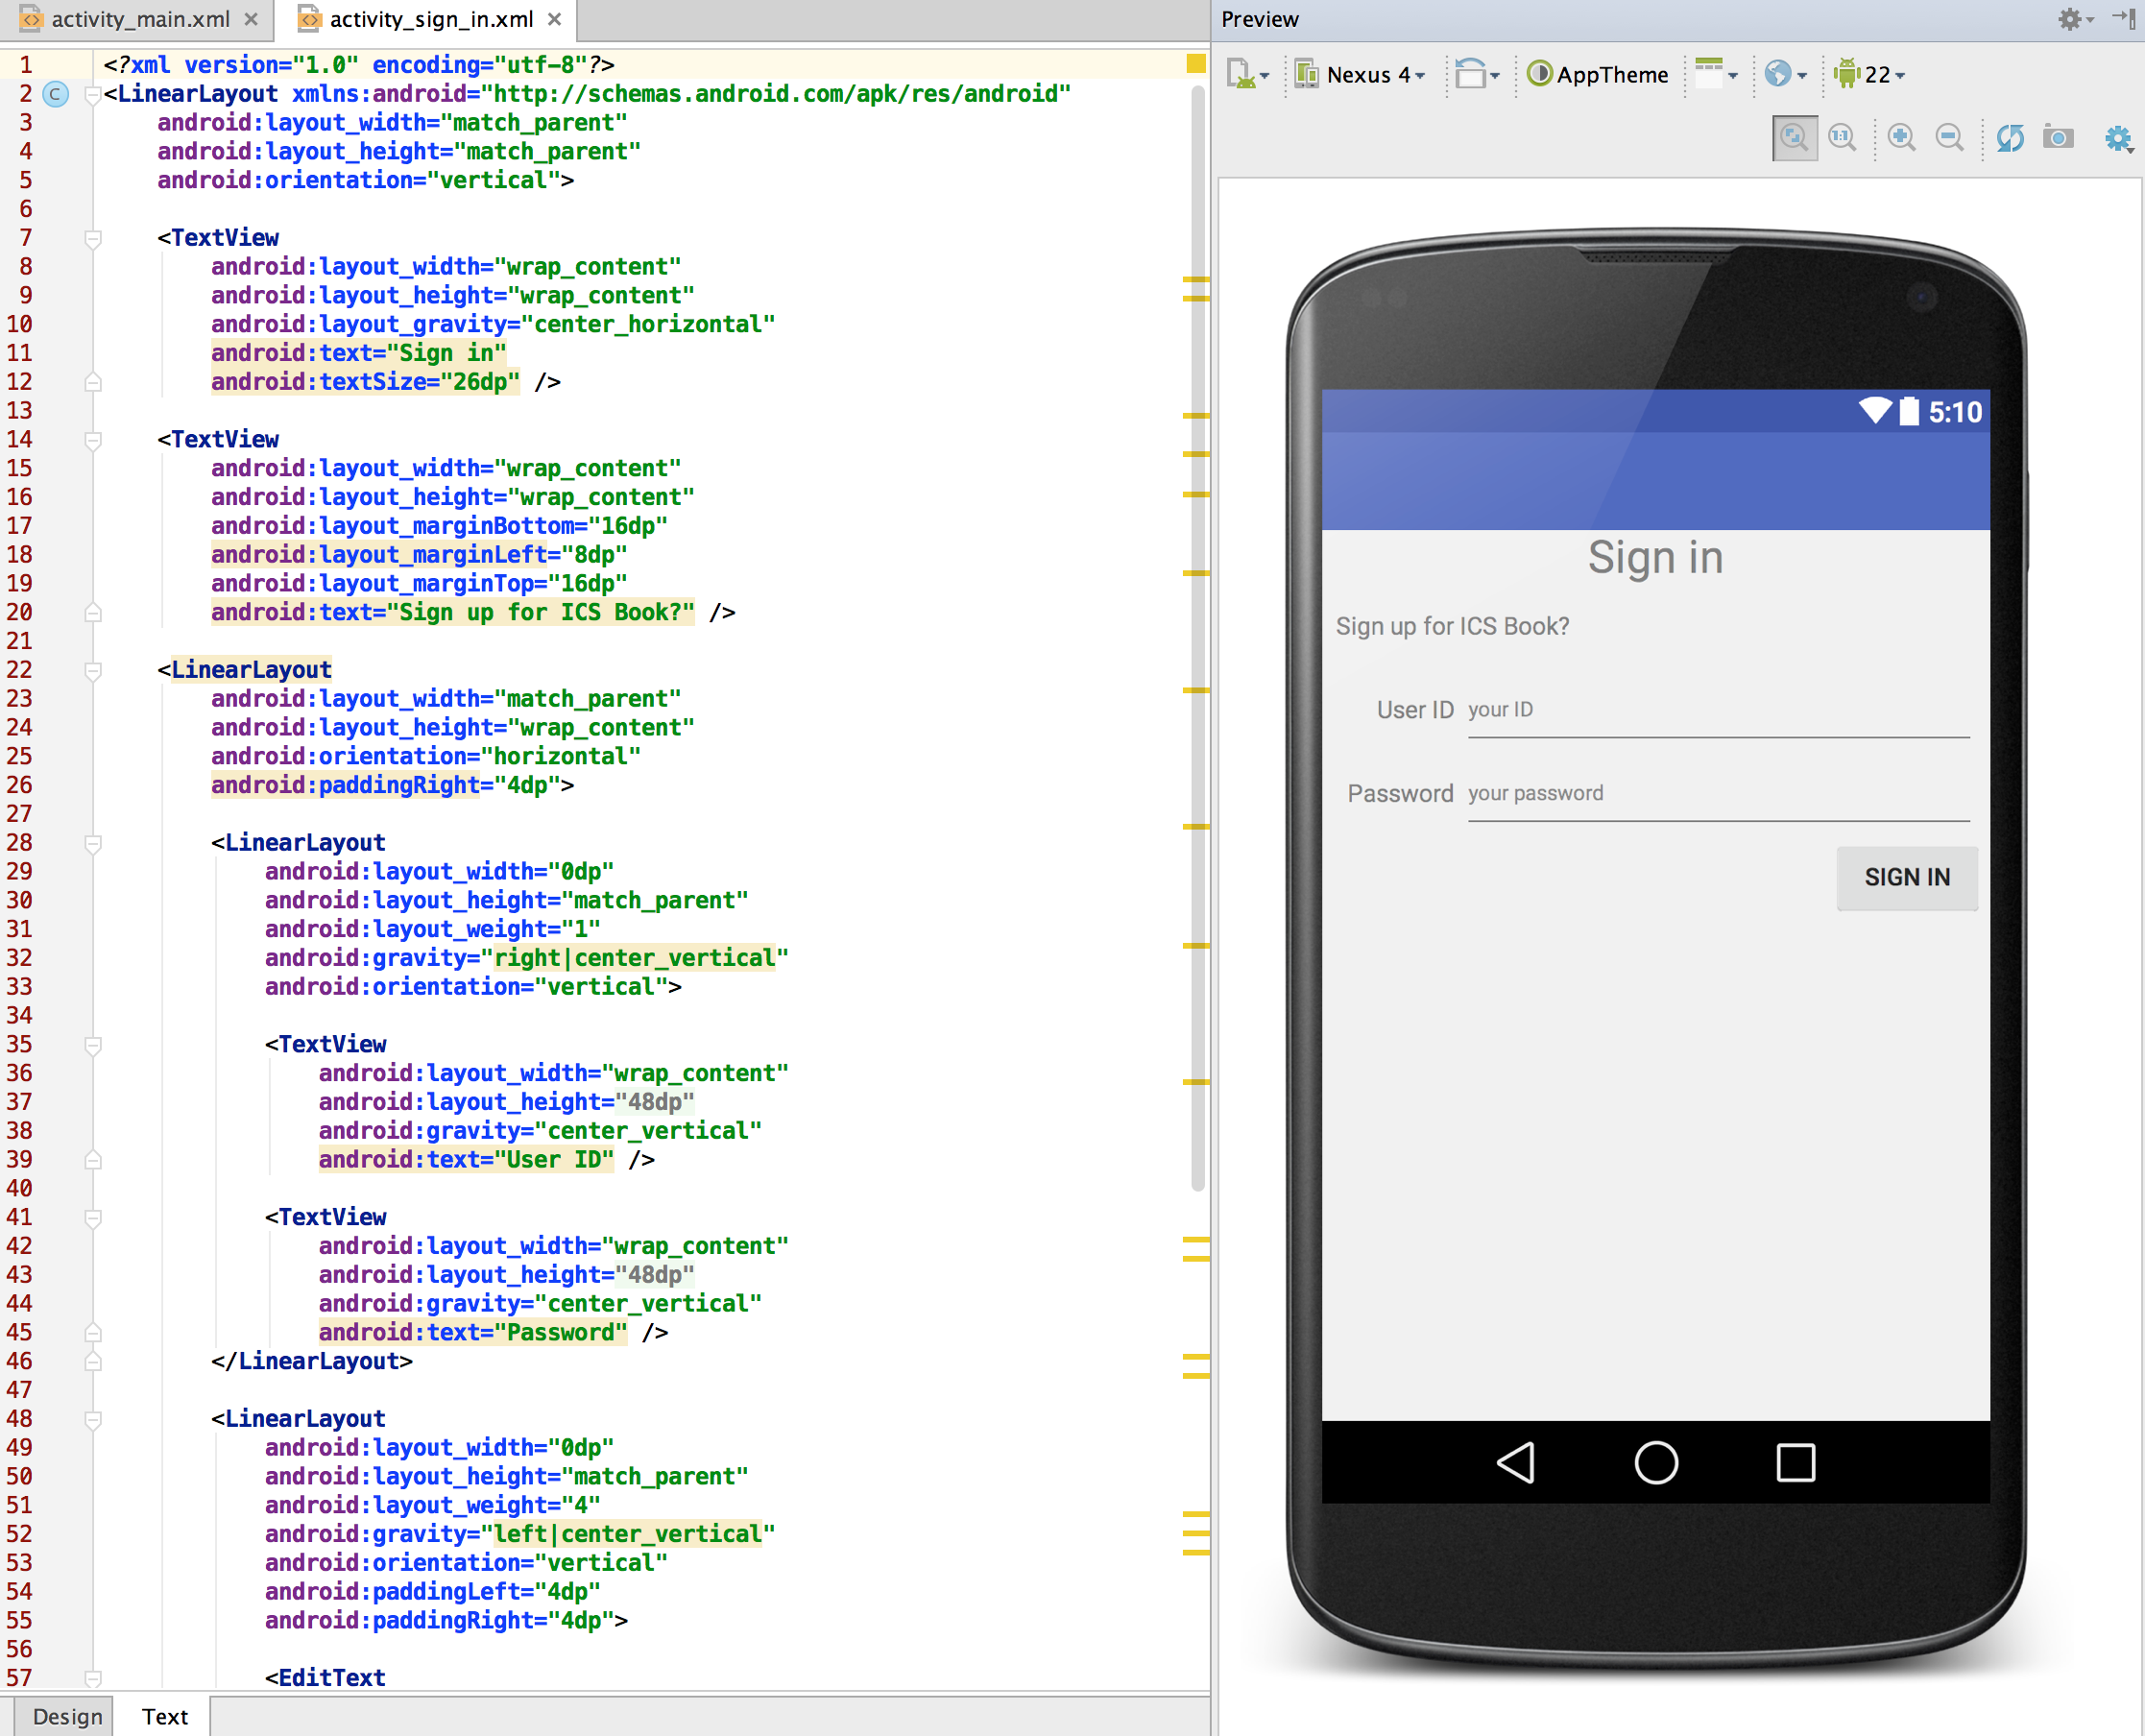 activity_main.xml
activity_sign_in.xml
1 <?xml version="1.0" encoding="utf-8"?>
2 C <LinearLayout xmlns:android="http://schemas.android.com/apk/res/android"
3 android:layout_width="match_parent"
4 android:layout_height="match_parent"
5 android:orientation="vertical">
6
7 <TextView
8 android:layout_width="wrap_content"
9 android:layout_height="wrap_content"
10 android:layout_gravity="center_horizontal"
11 android:text="Sign in"
12 android:textSize="26dp" />
13
14 <TextView
15 android:layout_width="wrap_content"
16 android:layout_height="wrap_content"
17 android:layout_marginBottom="16dp"
18 android:layout_marginLeft="8dp"
19 android:layout_marginTop="16dp"
20 android:text="Sign up for ICS Book?" />
21
22 <LinearLayout
23 android:layout_width="match_parent"
24 android:layout_height="wrap_content"
25 android:orientation="horizontal"
26 android:paddingRight="4dp">
27
28 <LinearLayout
29 android:layout_width="0dp"
30 android:layout_height="match_parent"
31 android:layout_weight="1"
32 android:gravity="right|center_vertical"
33 android:orientation="vertical">
34
35 <TextView
36 android:layout_width="wrap_content"
37 android:layout_height="48dp"
38 android:gravity="center_vertical"
39 android:text="User ID" />
40
41 <TextView
42 android:layout_width="wrap_content"
43 android:layout_height="48dp"
44 android:gravity="center_vertical"
45 android:text="Password" />
46 </LinearLayout>
47
48 <LinearLayout
49 android:layout_width="0dp"
50 android:layout_height="match_parent"
51 android:layout_weight="4"
52 android:gravity="left|center_vertical"
53 android:orientation="vertical"
54 android:paddingLeft="4dp"
55 android:paddingRight="4dp">
56
57 <EditText
Design Text
Preview
Nexus 4 AppTheme 22
1:1
5:10
Sign in
Sign up for ICS Book?
User ID your ID
Password your password
SIGN IN